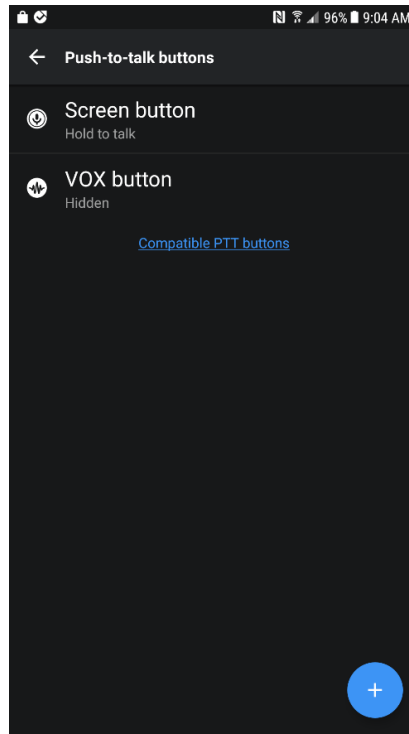 96% 9:04 AM
Push-to-talk buttons
Screen button
Hold to talk
VOX button
Hidden
Compatible PTT buttons